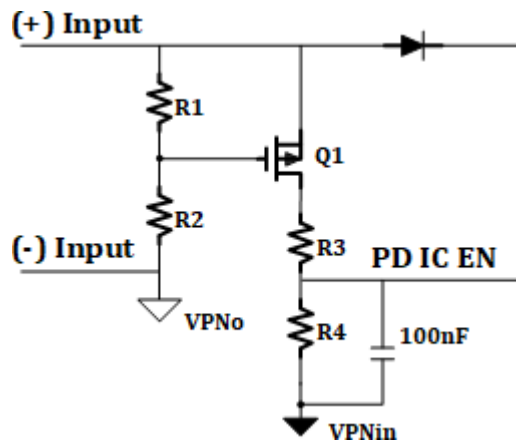 (+) Input
R1
Q1
R2
(-) Input
R3
PD IC EN
VPNo
R4
100nF
VPNin